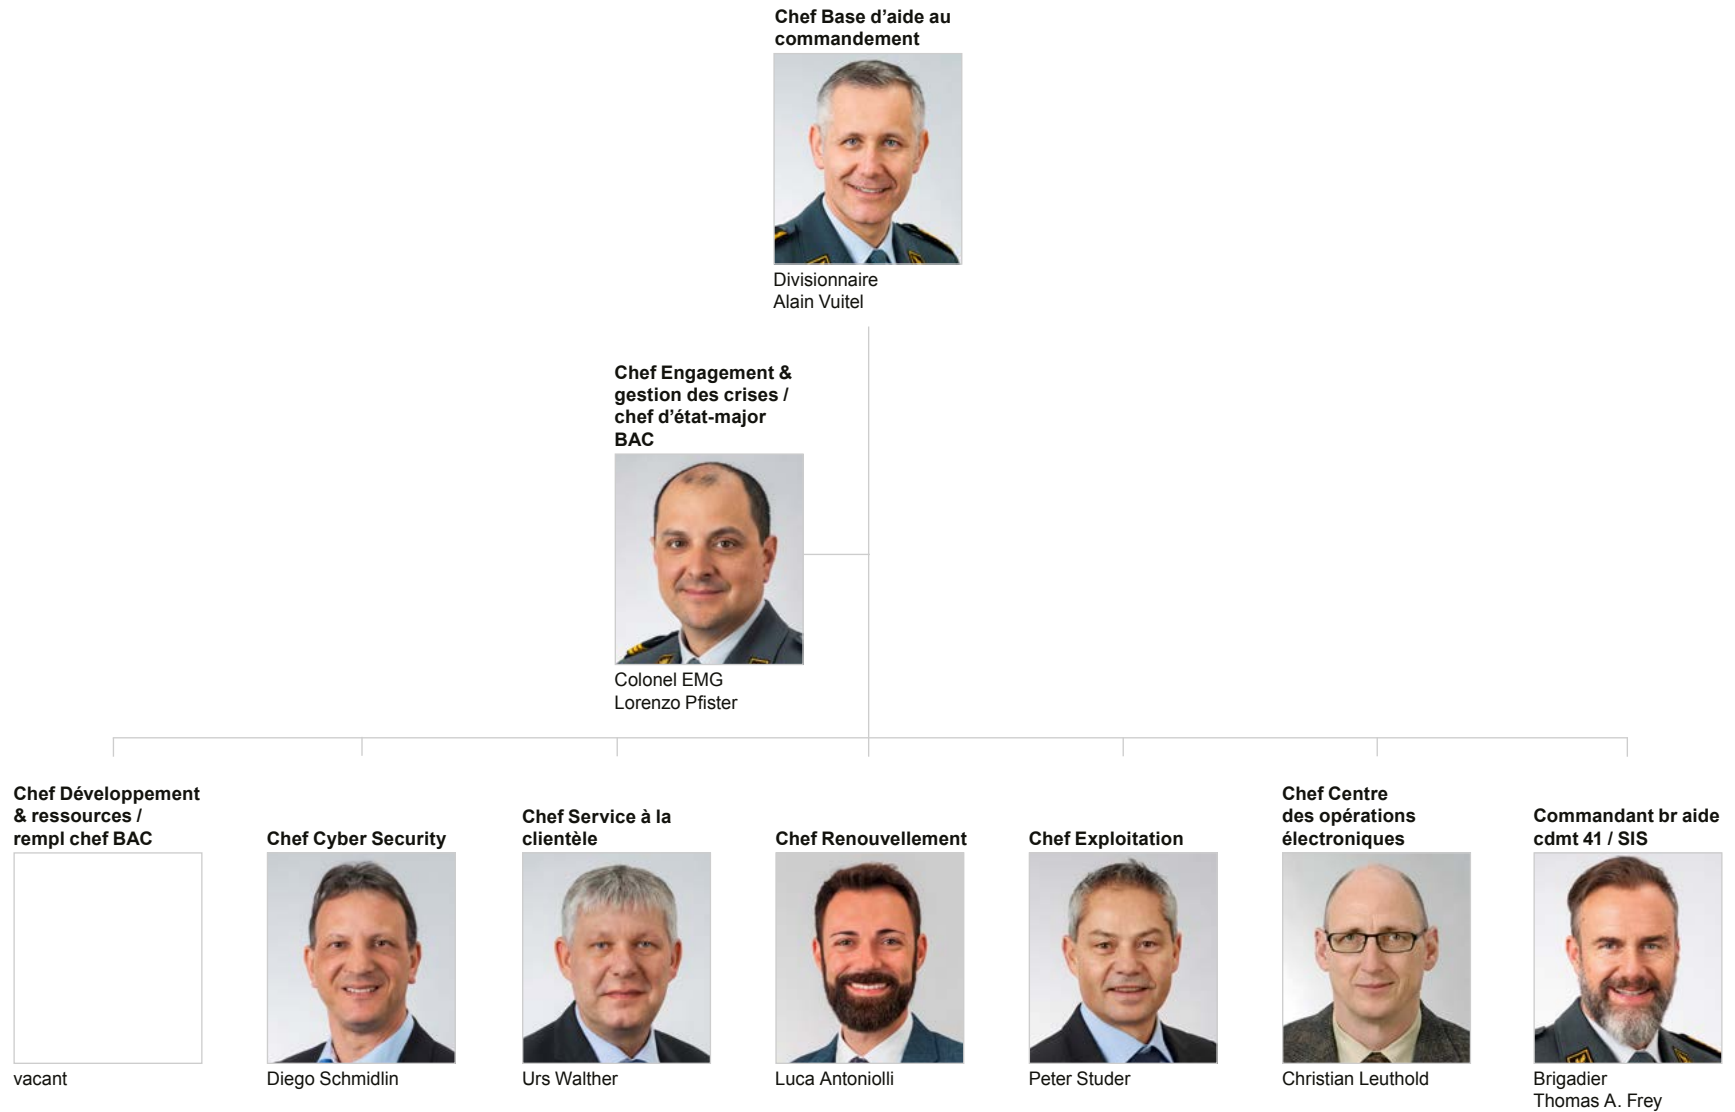 Chef Base d’aide au
commandement
Divisionnaire
Alain Vuitel
Chef Engagement &
gestion des crises /
chef d’état-major
BAC
Colonel EMG
Lorenzo Pfister
Chef Développement
& ressources /
rempl chef BAC
vacant
Chef Cyber Security
Diego Schmidlin
Chef Service à la
clientèle
Urs Walther
Chef Renouvellement
Luca Antoniolli
Chef Exploitation
Peter Studer
Chef Centre
des opérations
électroniques
Christian Leuthold
Commandant br aide
cdmt 41 / SIS
Brigadier
Thomas A. Frey